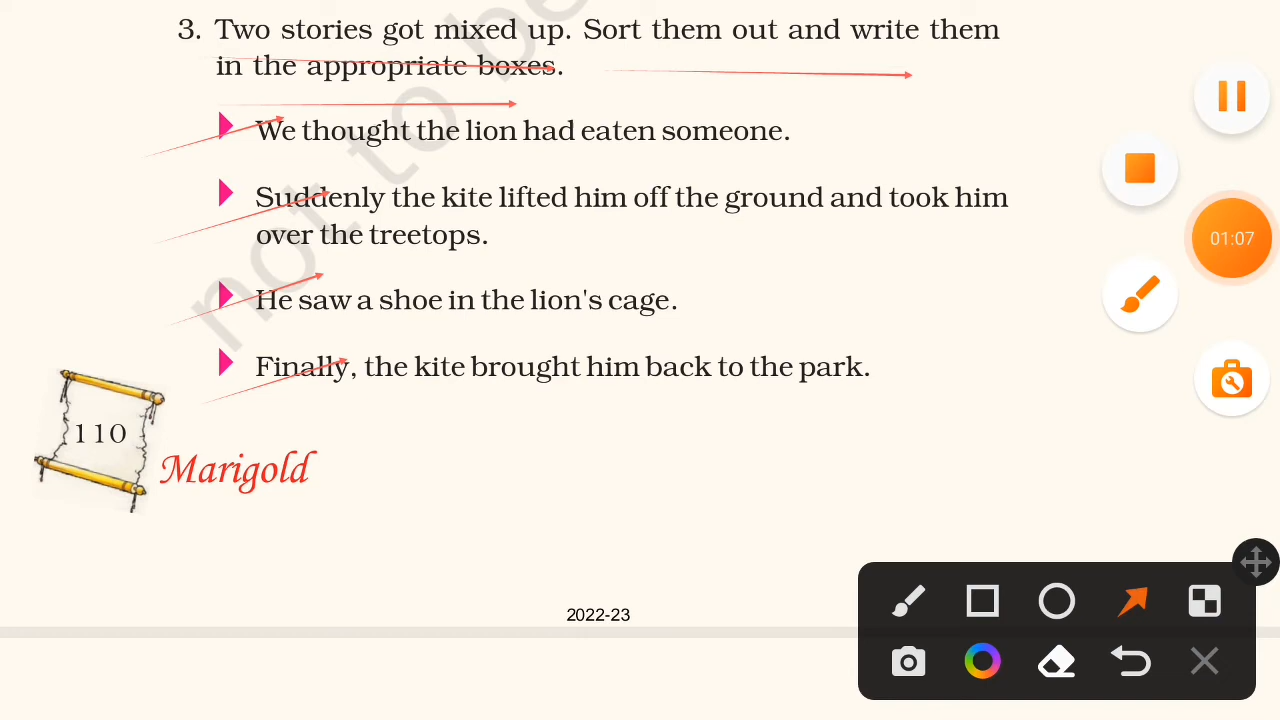 3. Two stories got mixed up. Sort them out and write them
in the appropriate boxes.
We thought the lion had eaten someone.
Suddenly the kite lifted him off the ground and took him
over the treetops.
He saw a shoe in the lion's cage.
Finally, the kite brought him back to the park.
110
Marigold
2022-23
01:07
not to be